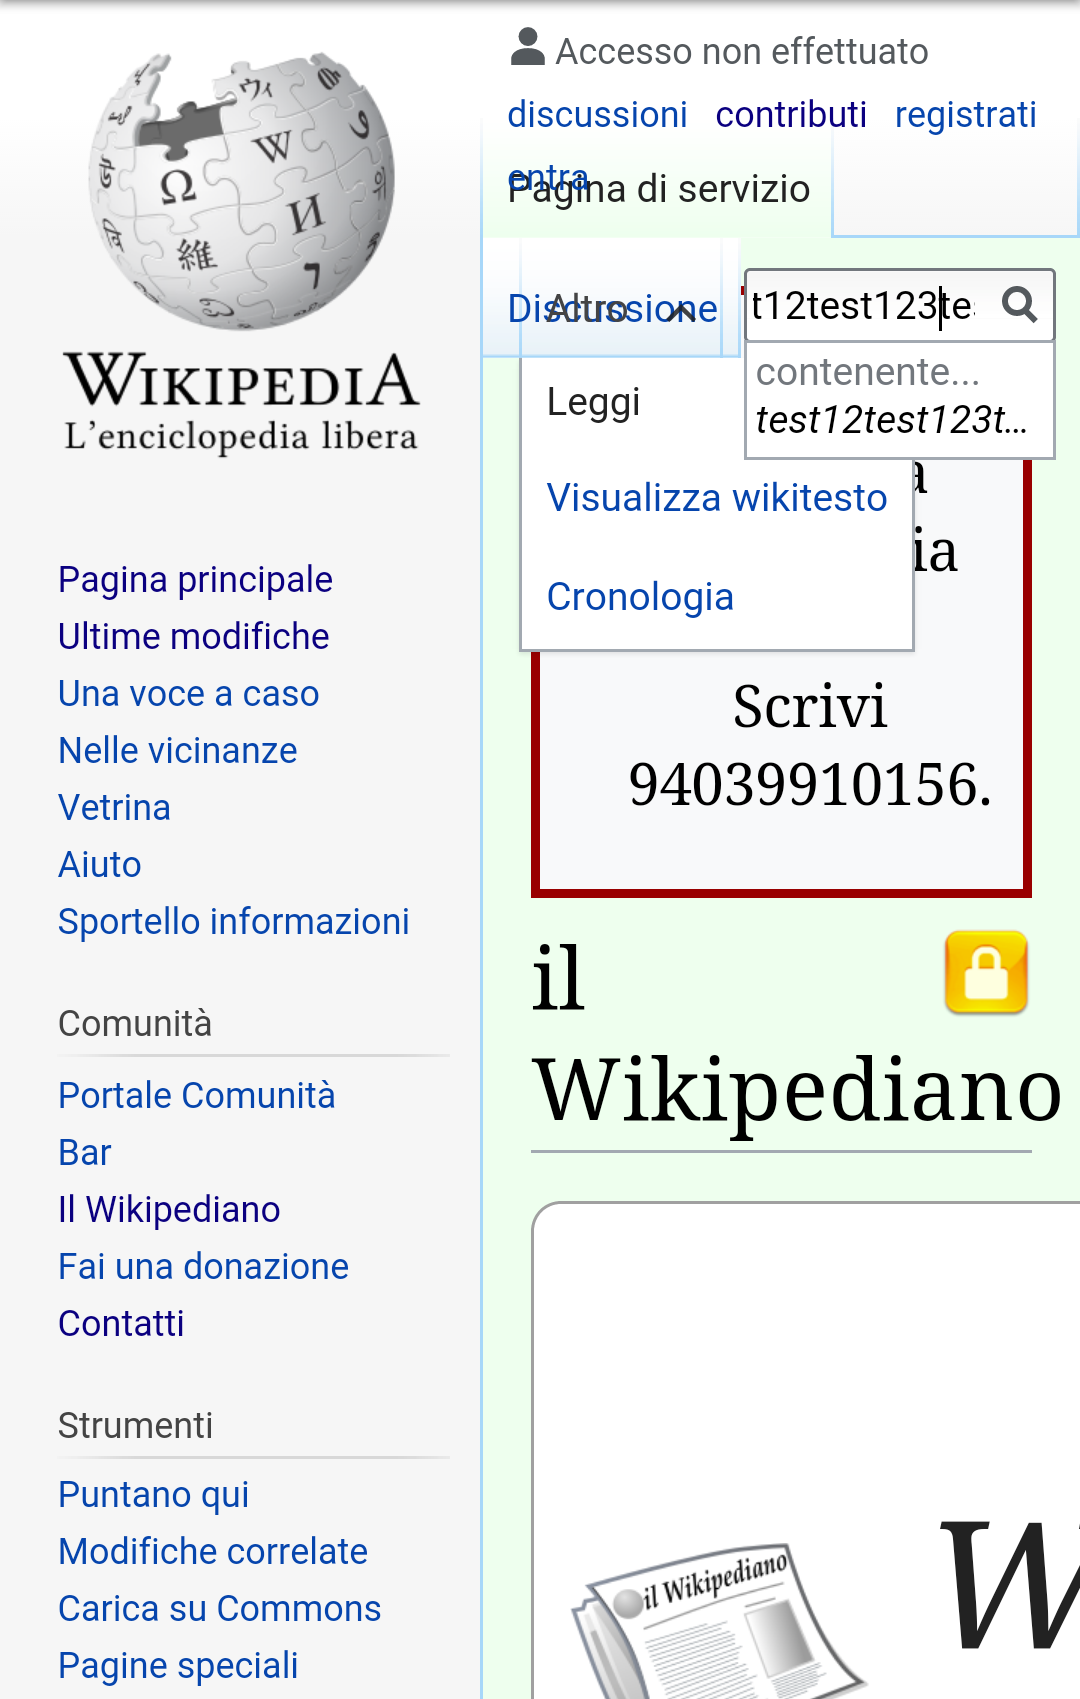 WIKIPEDIA
L'enciclopedia libera
Pagina principale
Ultime modifiche
Una voce a caso
Nelle vicinanze
Vetrina
Aiuto
Sportello informazioni
Comunità
Portale Comunità
Bar
Il Wikipediano
Fai una donazione
Contatti
Strumenti
Puntano qui
Modifiche correlate
Carica su Commons
Pagine speciali
Accesso non effettuato
discussioni contributi registrati
entra
Pagina di servizio
Discussione
Altro
t12test123te
contenente...
test12test123t...
Leggi
Visualizza wikitesto
Cronologia
a
ia
Scrivi
94039910156.
il
Wikipediano
il Wikipediano
W